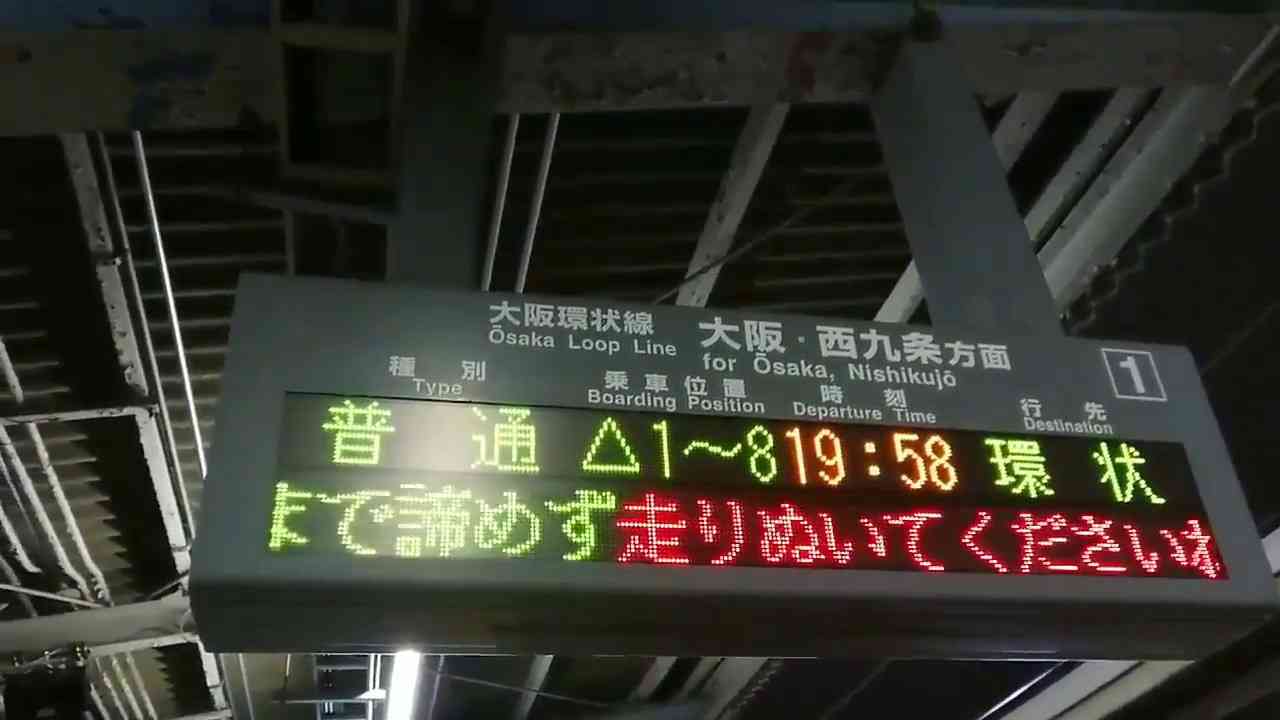 大阪環状線 大阪・西九条方面 1
Ōsaka Loop Line for Ōsaka, Nishikujō
種別 乗車位置 時刻 行先
Type Boarding Position Departure Time Destination
普通 △1～8 19:58 環状
まで諦めず走りぬいてください